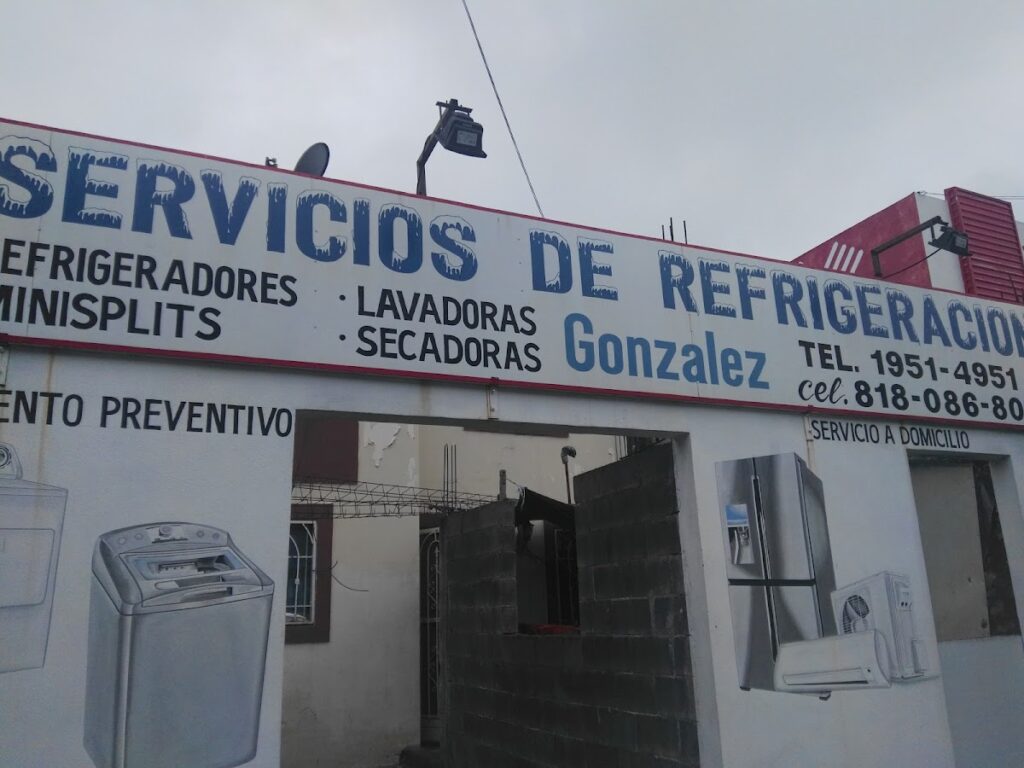 SERVICIOS DE REFRIGERACION
REFRIGERADORES
MINISPLITS
· LAVADORAS
· SECADORAS
Gonzalez
TEL. 1951-4951
cel. 818-086-80
ENTO PREVENTIVO
SERVICIO A DOMICILIO